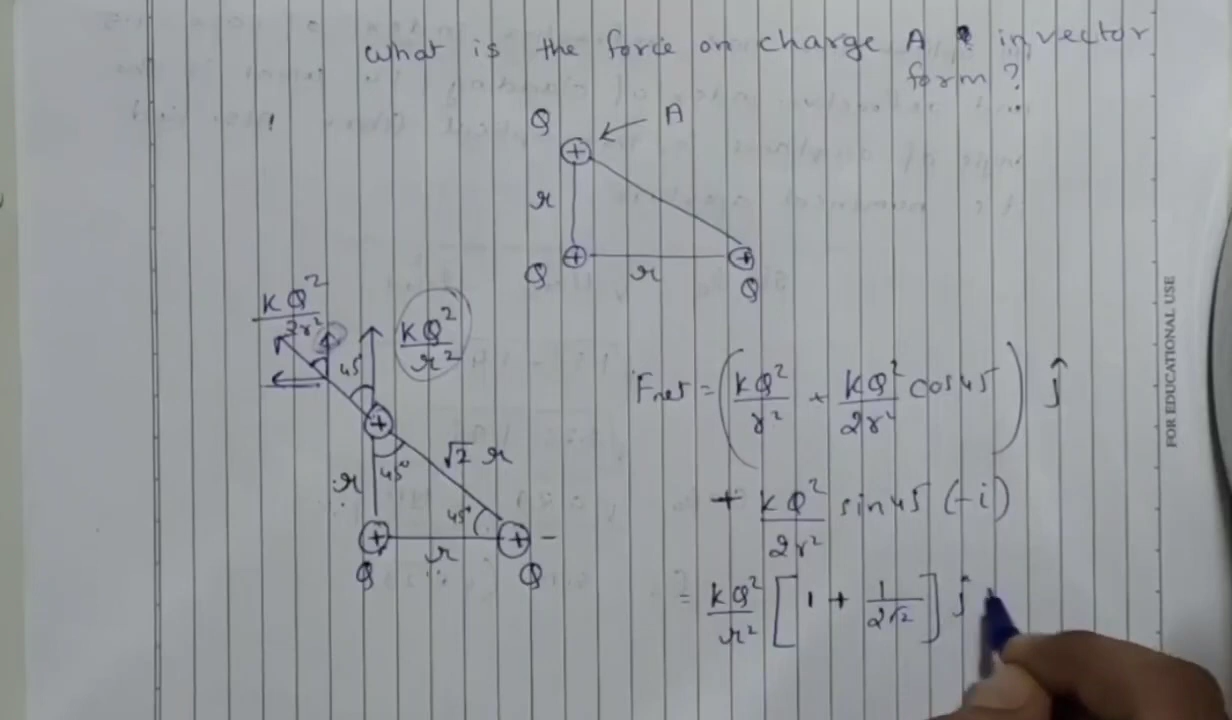 What is the force on charge A in vector
form?
Q
A
r
Q
r
Q
kQ²/2r²
kQ²/r²
45°
45°
√2 r
r
45°
r
Q
Q
Fnet = (kQ²/r² + kQ²/2r² cos45) ĵ
+ kQ²/2r² sin45 (-i)
= kQ²/r² [1 + 1/2√2] ĵ
FOR EDUCATIONAL USE